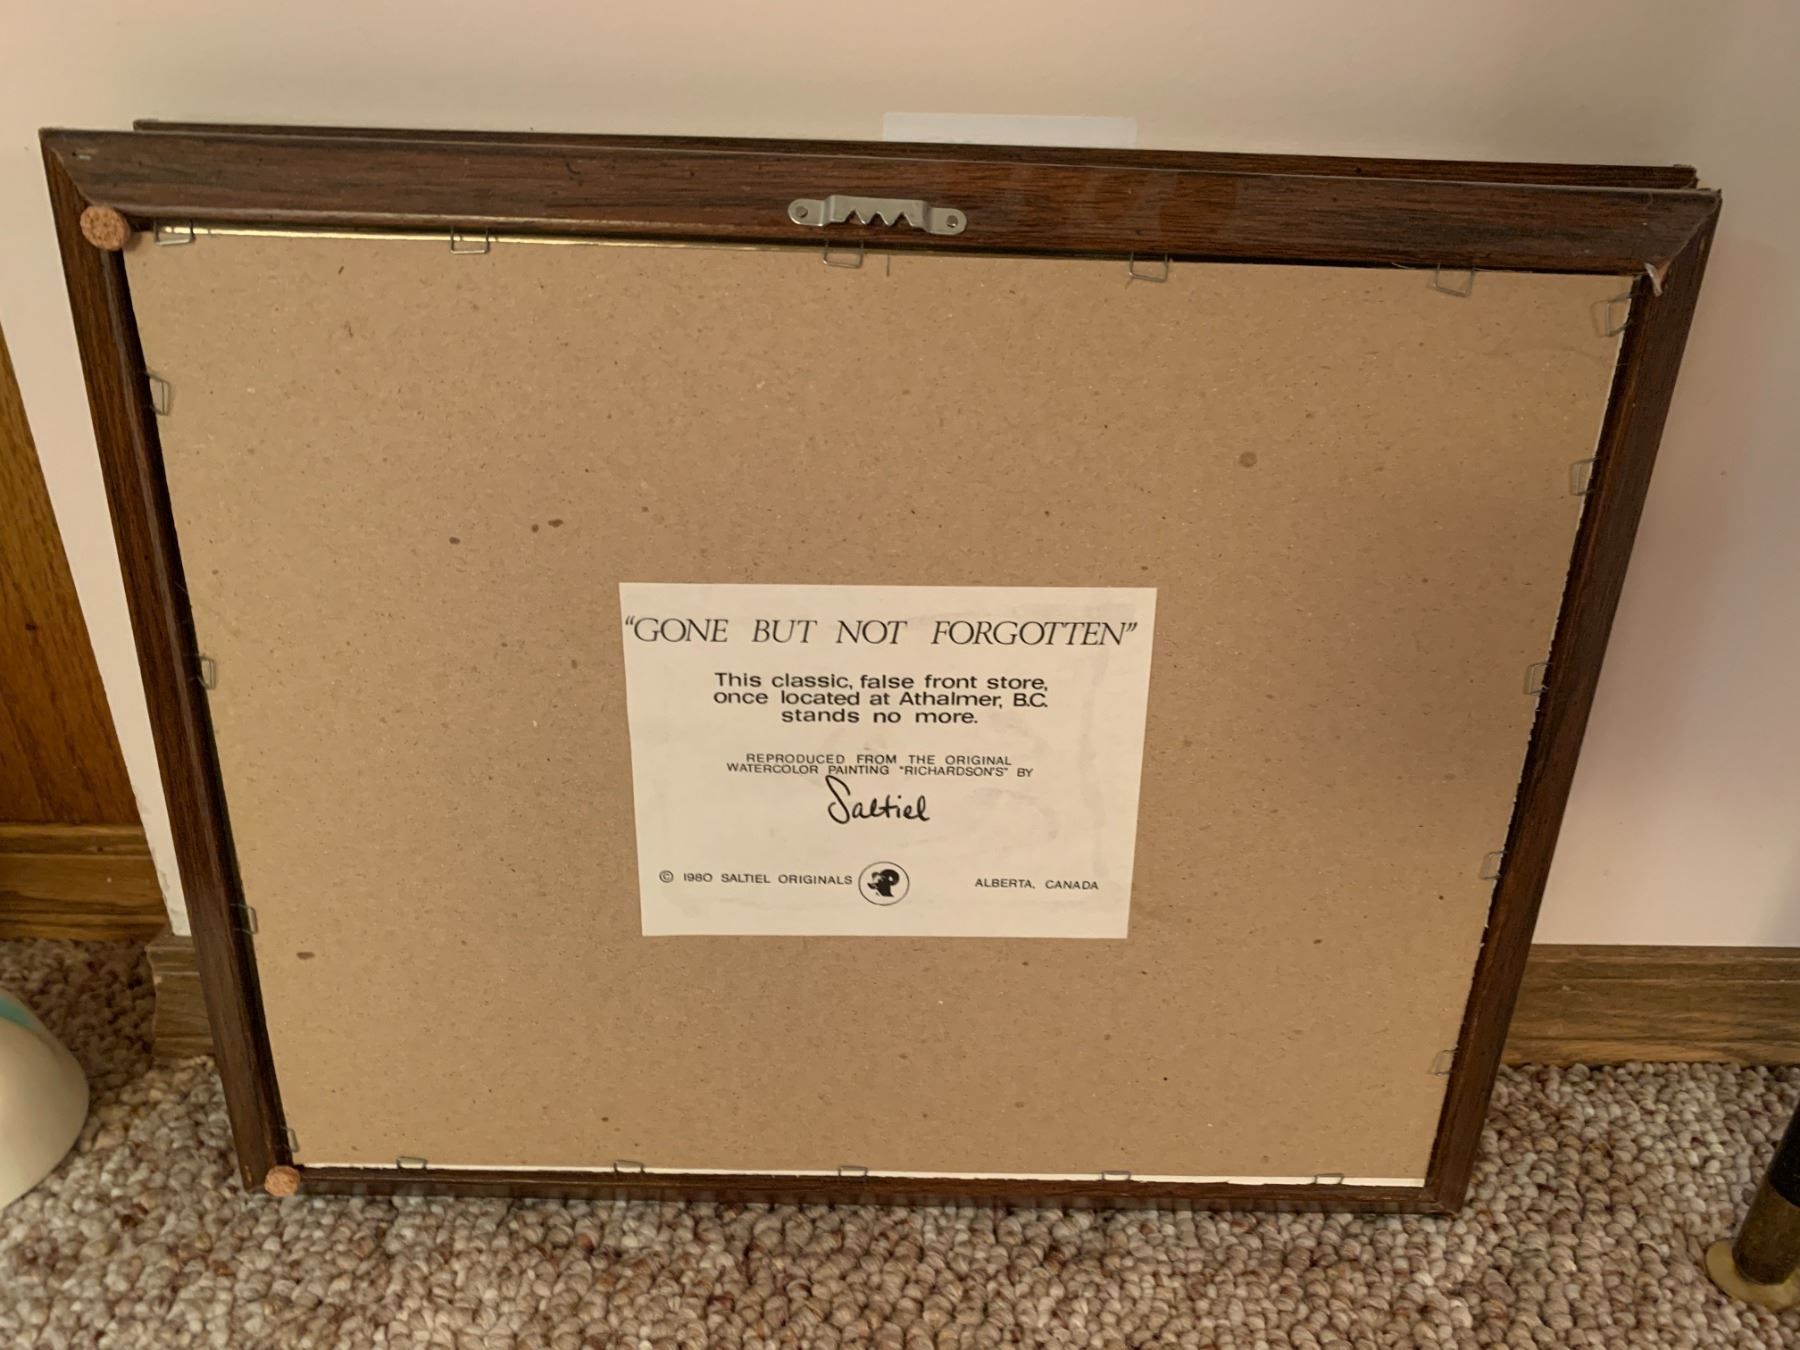 “GONE BUT NOT FORGOTTEN”
This classic, false front store,
once located at Athalmer, B.C.
stands no more.
REPRODUCED FROM THE ORIGINAL
WATERCOLOR PAINTING "RICHARDSON'S" BY
Saltiel
© 1980 SALTIEL ORIGINALS ALBERTA, CANADA